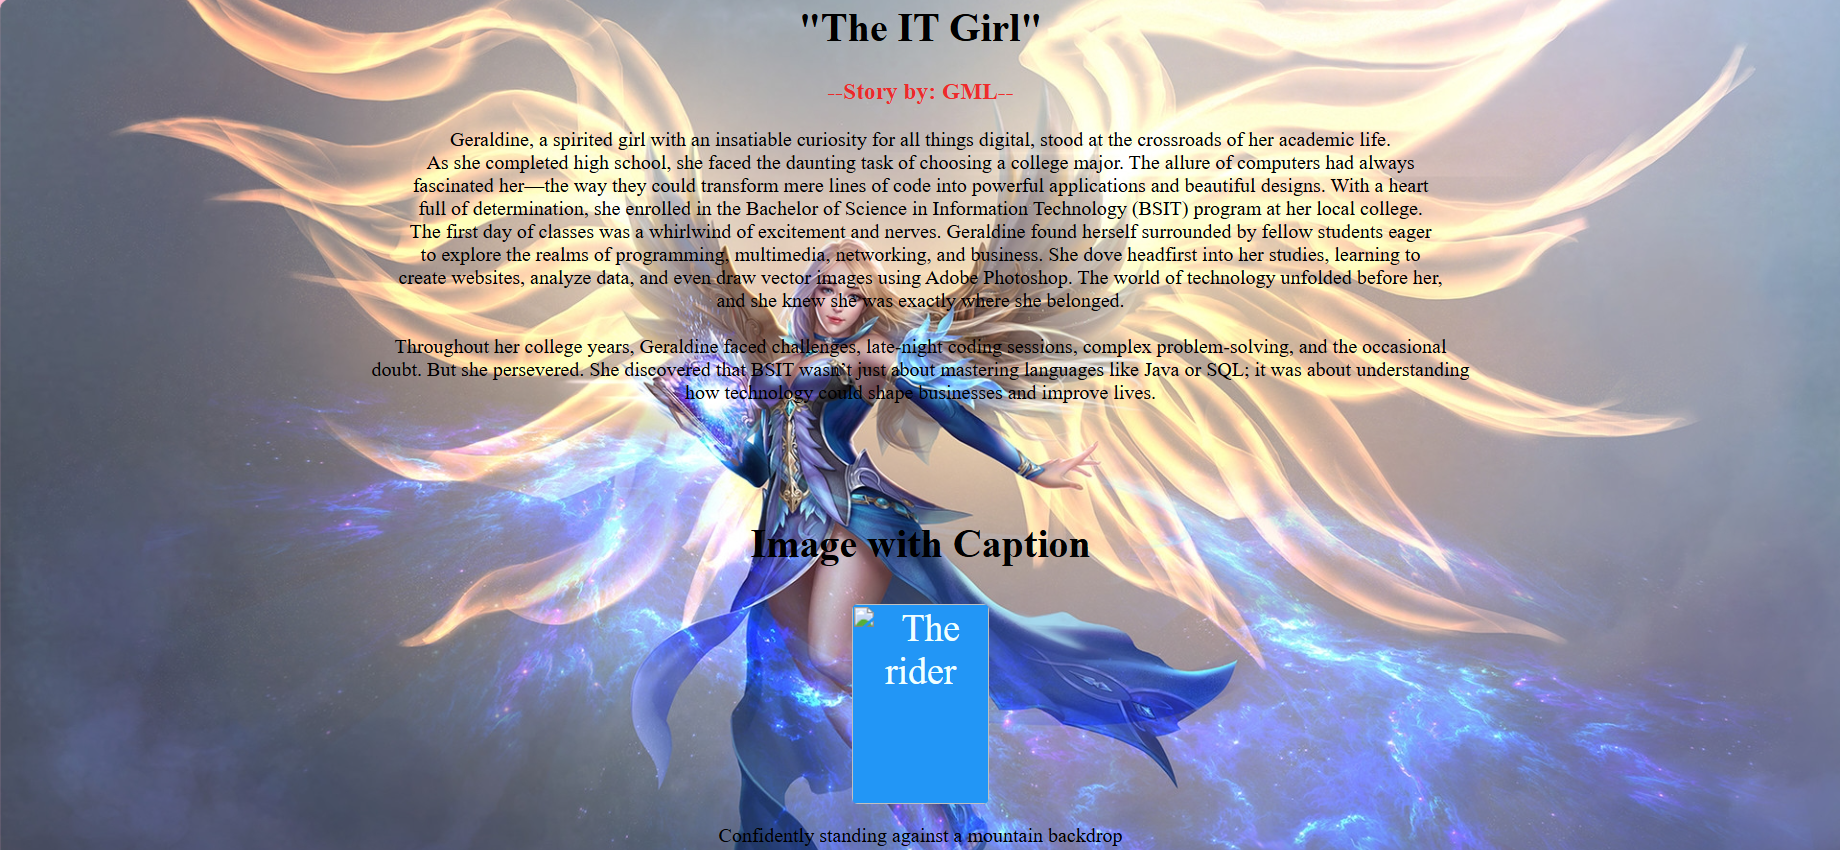 "The IT Girl"
--Story by: GML--
Geraldine, a spirited girl with an insatiable curiosity for all things digital, stood at the crossroads of her academic life.
As she completed high school, she faced the daunting task of choosing a college major. The allure of computers had always
fascinated her—the way they could transform mere lines of code into powerful applications and beautiful designs. With a heart
full of determination, she enrolled in the Bachelor of Science in Information Technology (BSIT) program at her local college.
The first day of classes was a whirlwind of excitement and nerves. Geraldine found herself surrounded by fellow students eager
to explore the realms of programming, multimedia, networking, and business. She dove headfirst into her studies, learning to
create websites, analyze data, and even draw vector images using Adobe Photoshop. The world of technology unfolded before her,
and she knew she was exactly where she belonged.
Throughout her college years, Geraldine faced challenges, late-night coding sessions, complex problem-solving, and the occasional
doubt. But she persevered. She discovered that BSIT wasn't just about mastering languages like Java or SQL; it was about understanding
how technology could shape businesses and improve lives.
Image with Caption
The
rider
Confidently standing against a mountain backdrop